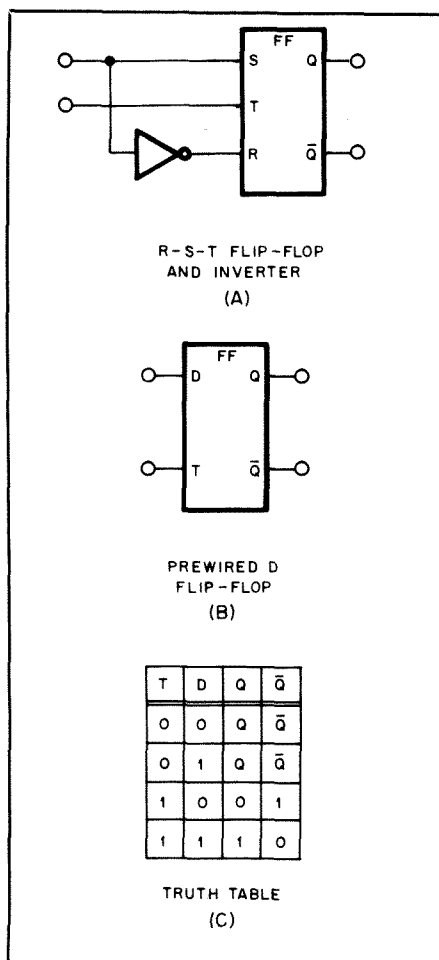 FF
S Q
T
R Q̅
R-S-T FLIP-FLOP
AND INVERTER
(A)
FF
D Q
T Q̅
PREWIRED D
FLIP-FLOP
(B)
T D Q Q̅
0 0 Q Q̅
0 1 Q Q̅
1 0 0 1
1 1 1 0
TRUTH TABLE
(C)